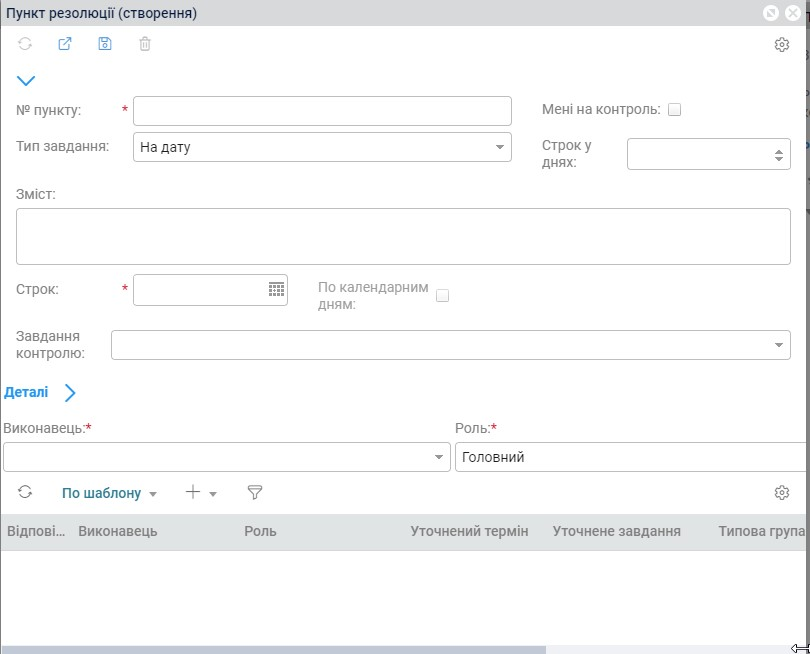 Пункт резолюції (створення)
№ пункту: *
Мені на контроль:
Тип завдання: На дату
Строк у
днях:
Зміст:
Строк: *
По календарним
дням:
Завдання
контролю:
Деталі
Виконавець:* Роль:*
Головний
По шаблону
Відпові... Виконавець Роль Уточнений термін Уточнене завдання Типова група